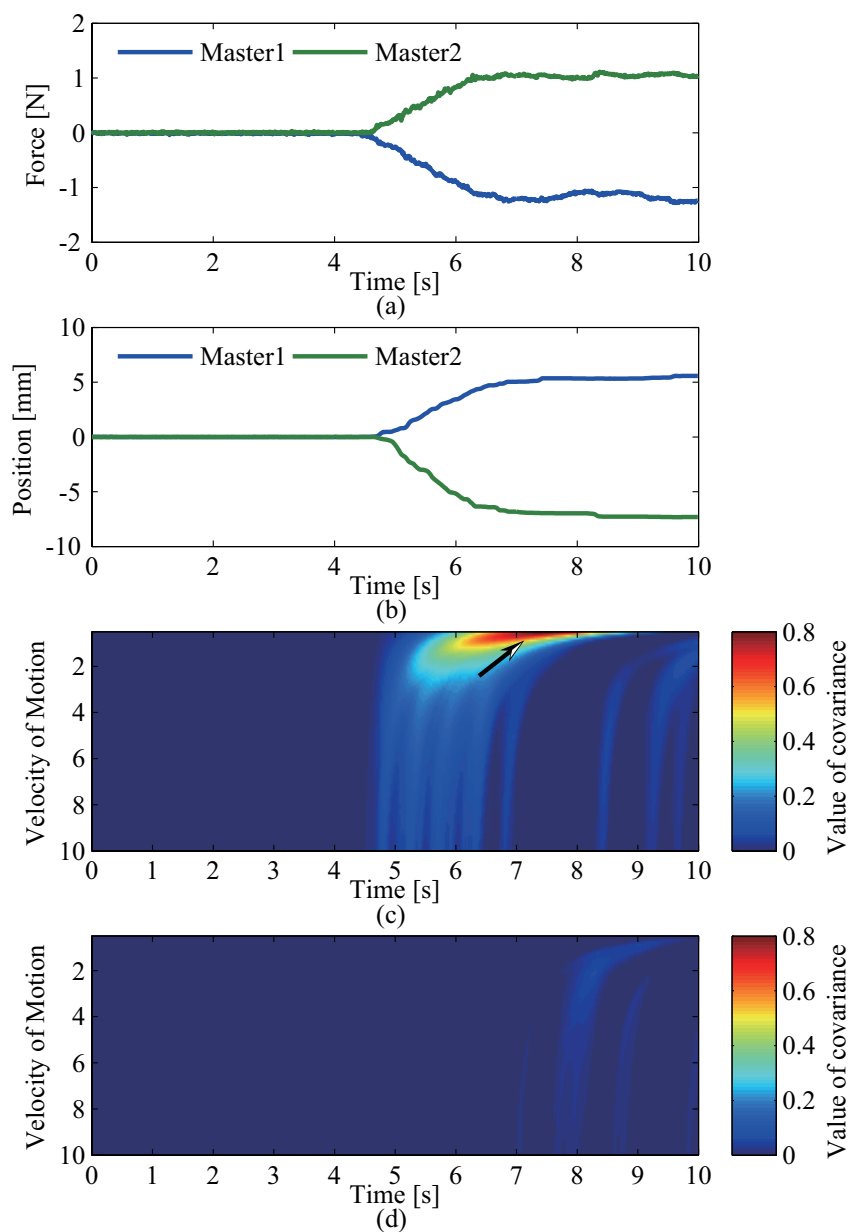 2
1
0
-1
-2
Force [N]
Master1 Master2
0 2 4 6 8 10
Time [s]
(a)
10
5
0
-5
-10
Position [mm]
Master1 Master2
0 2 4 6 8 10
Time [s]
(b)
2
4
6
8
10
Velocity of Motion
0 1 2 3 4 5 6 7 8 9 10
Time [s]
(c)
0.8
0.6
0.4
0.2
0
Value of covariance
2
4
6
8
10
Velocity of Motion
0 1 2 3 4 5 6 7 8 9 10
Time [s]
(d)
0.8
0.6
0.4
0.2
0
Value of covariance